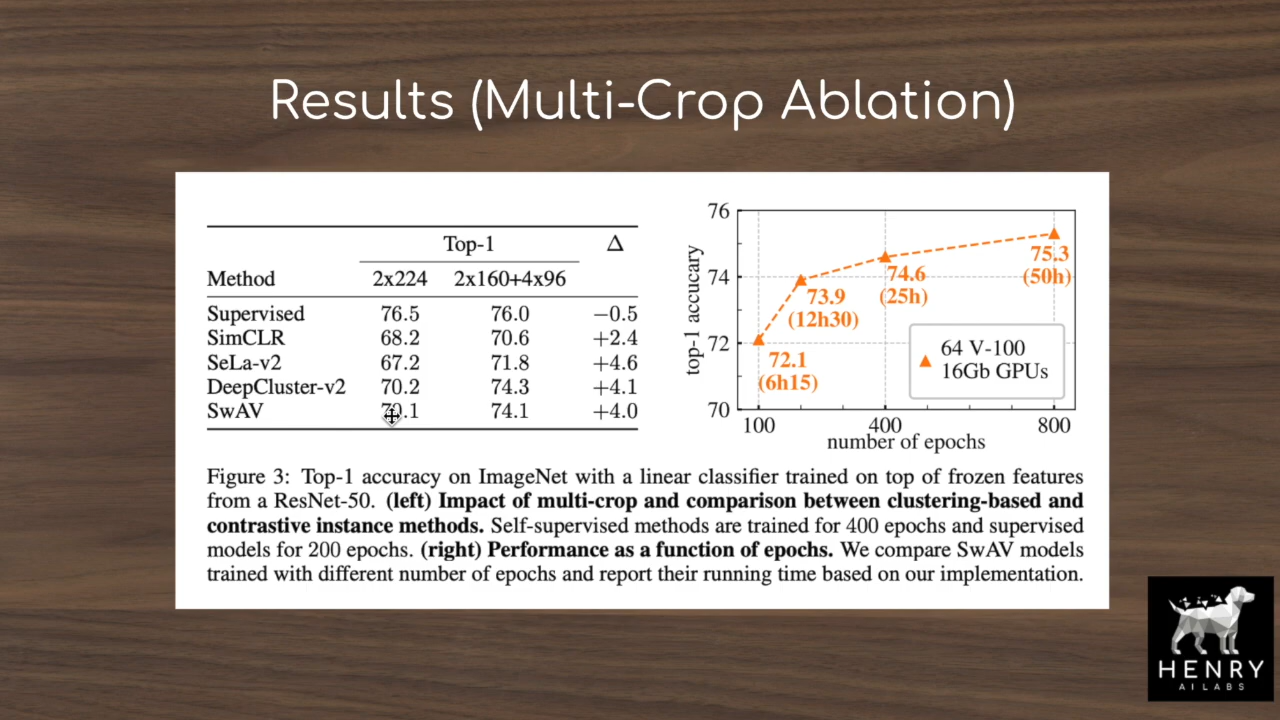 Results (Multi-Crop Ablation)
Top-1 Δ
Method 2x224 2x160+4x96
Supervised 76.5 76.0 −0.5
SimCLR 68.2 70.6 +2.4
SeLa-v2 67.2 71.8 +4.6
DeepCluster-v2 70.2 74.3 +4.1
SwAV 70.1 74.1 +4.0
76
74
72
70
top-1 accucary
72.1
(6h15)
73.9
(12h30)
74.6
(25h)
75.3
(50h)
64 V-100
16Gb GPUs
100 400 800
number of epochs
Figure 3: Top-1 accuracy on ImageNet with a linear classifier trained on top of frozen features
from a ResNet-50. (left) Impact of multi-crop and comparison between clustering-based and
contrastive instance methods. Self-supervised methods are trained for 400 epochs and supervised
models for 200 epochs. (right) Performance as a function of epochs. We compare SwAV models
trained with different number of epochs and report their running time based on our implementation.
HENRY
AI LABS